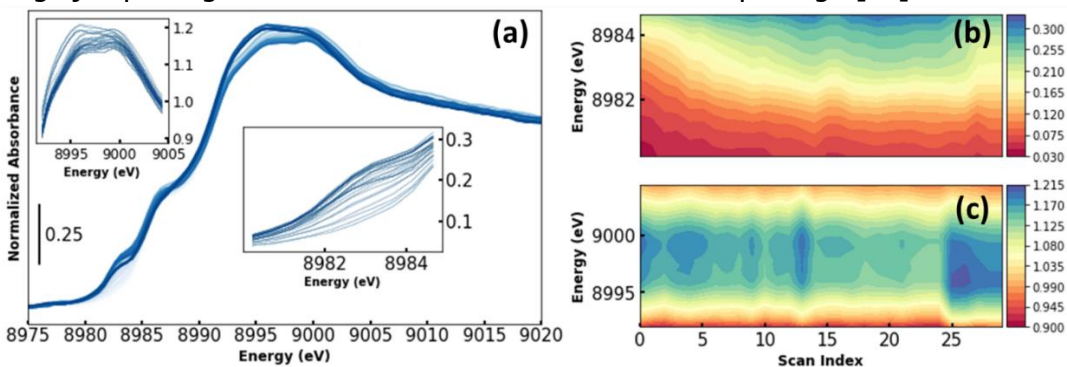 (a)
Normalized Absorbance
0.25
8975 8980 8985 8990 8995 9000 9005 9010 9015 9020
Energy (eV)
1.2
1.1
1.0
0.9
8995 9000 9005
Energy (eV)
0.3
0.2
0.1
8982 8984
Energy (eV)
(b)
Energy (eV)
8984
8982
0.300
0.255
0.210
0.165
0.120
0.075
0.030
(c)
Energy (eV)
9000
8995
1.215
1.170
1.125
1.080
1.035
0.990
0.945
0.900
0 5 10 15 20 25
Scan Index